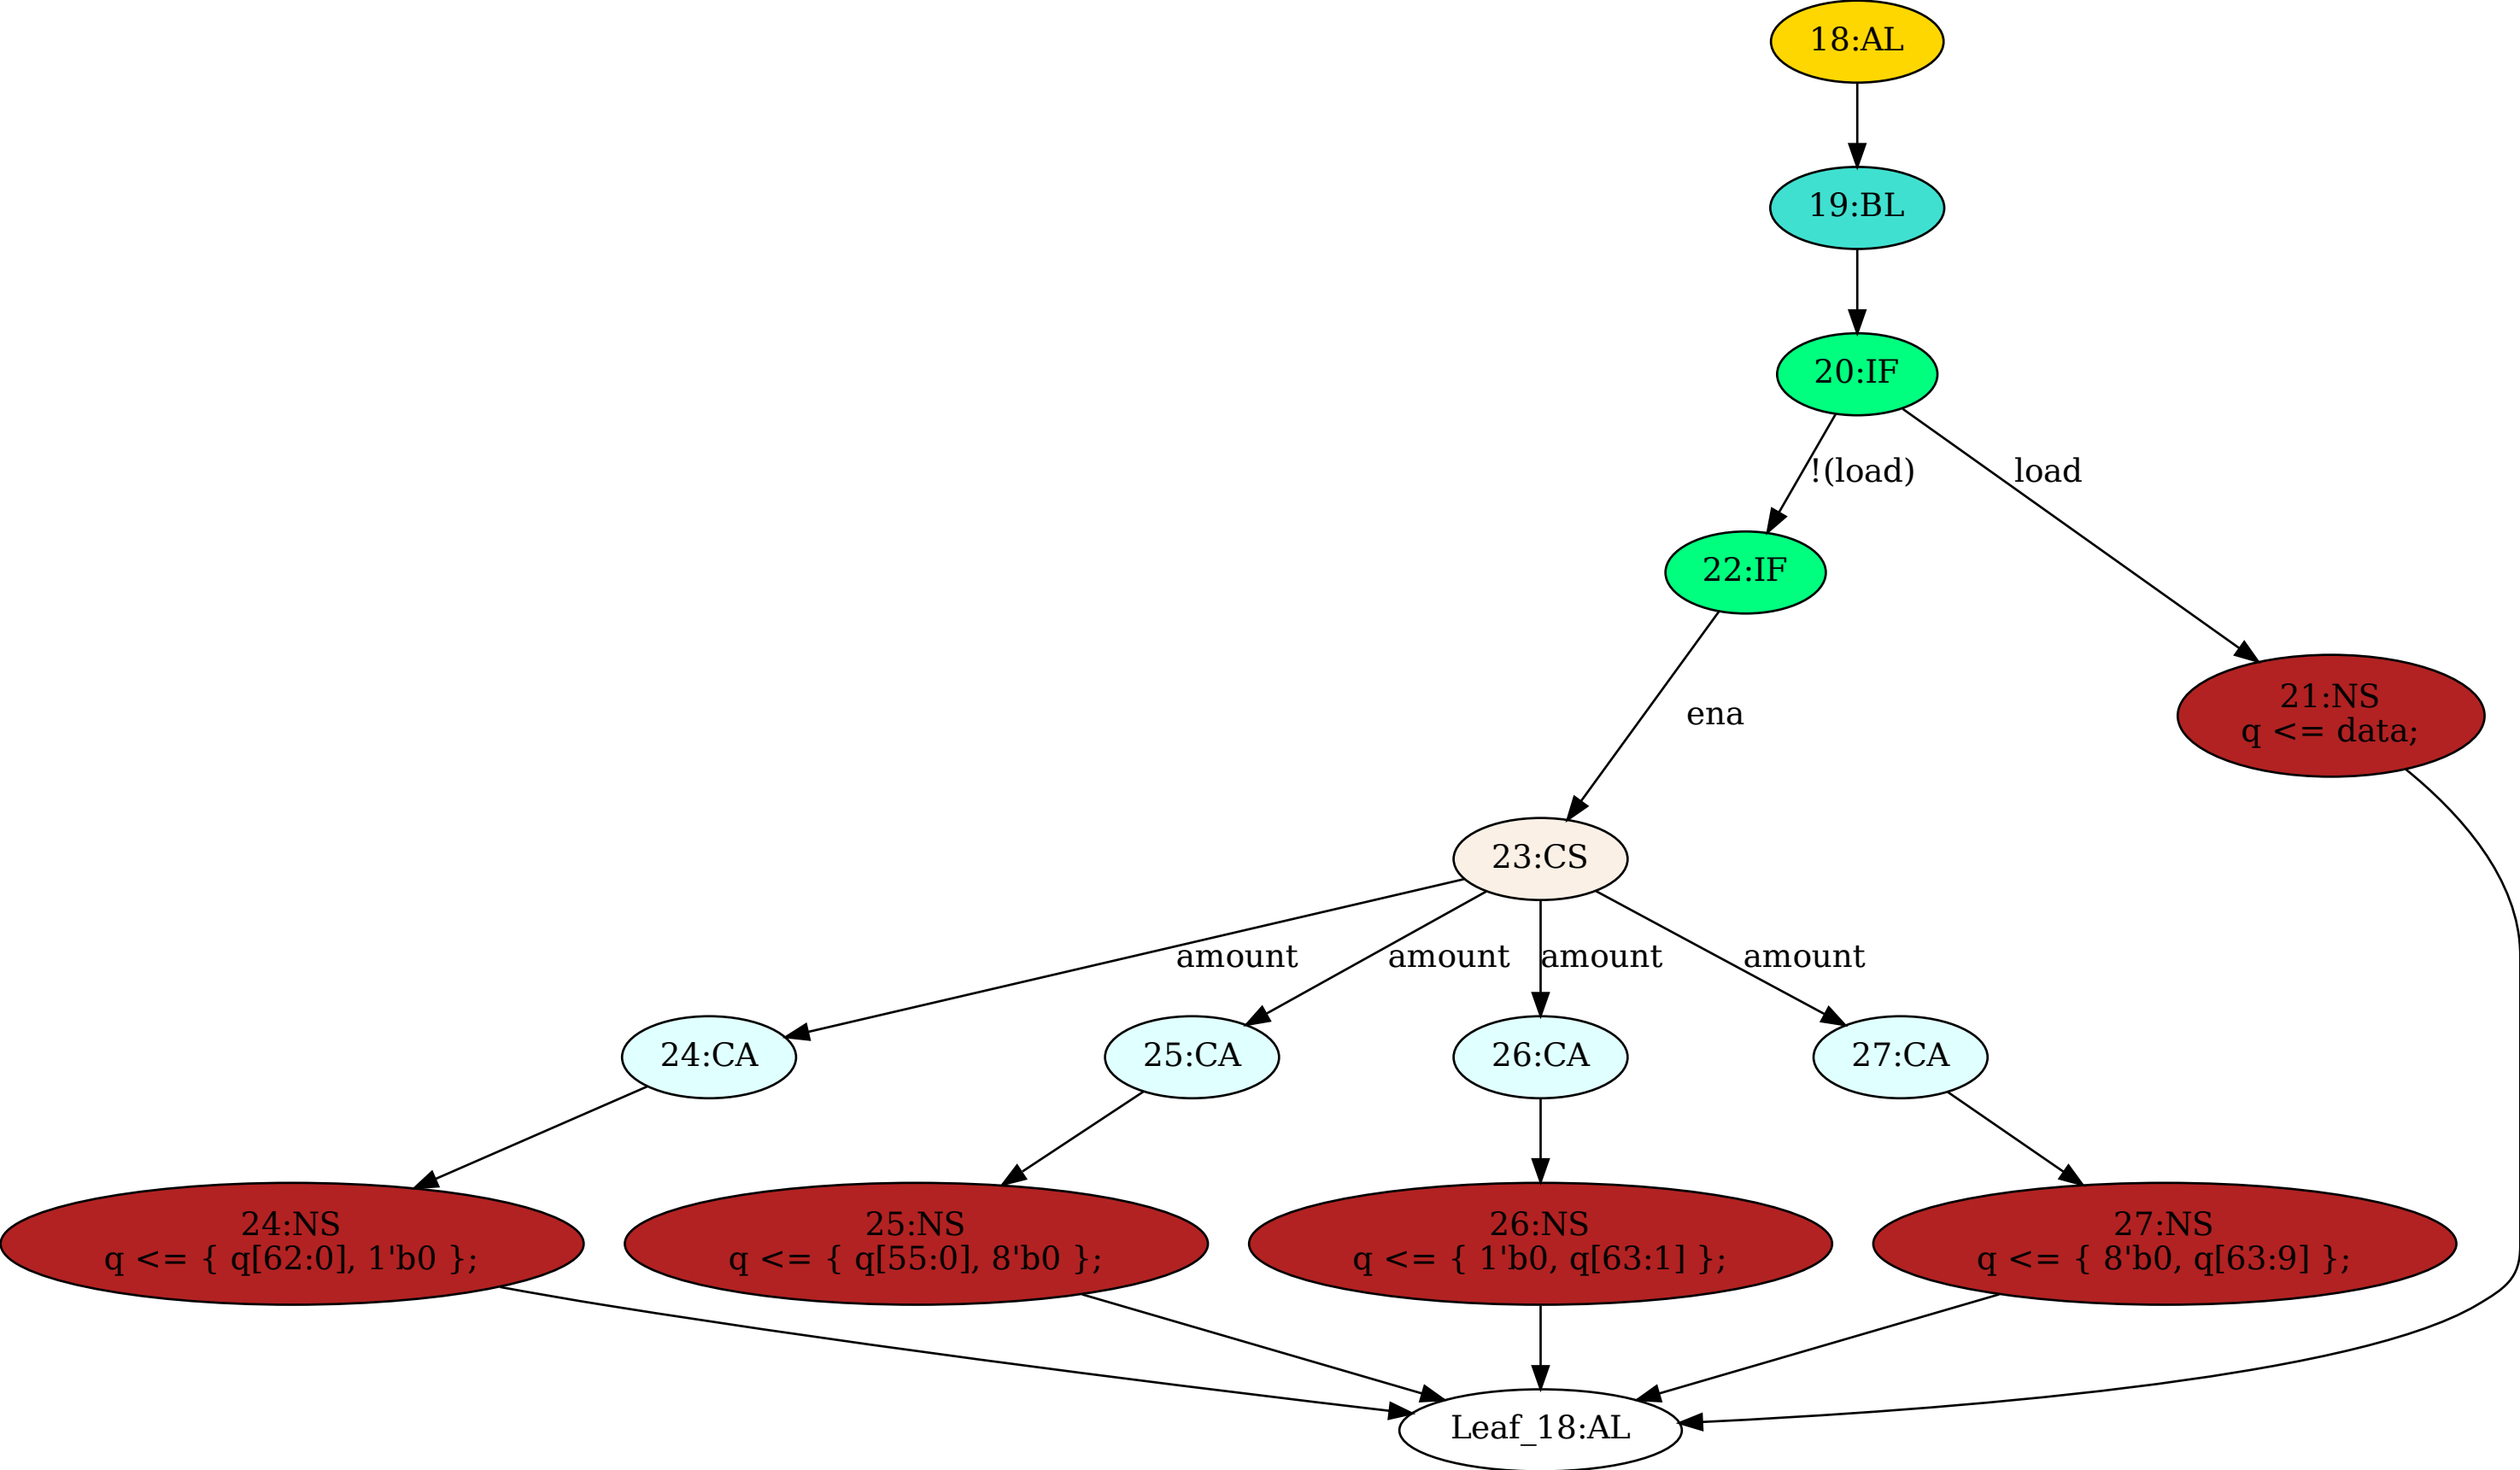 18:AL
19:BL
20:IF
!(load)
load
22:IF
21:NS
q <= data;
ena
23:CS
amount
amount
amount
amount
24:CA
25:CA
26:CA
27:CA
24:NS
q <= { q[62:0], 1'b0 };
25:NS
q <= { q[55:0], 8'b0 };
26:NS
q <= { 1'b0, q[63:1] };
27:NS
q <= { 8'b0, q[63:9] };
Leaf_18:AL